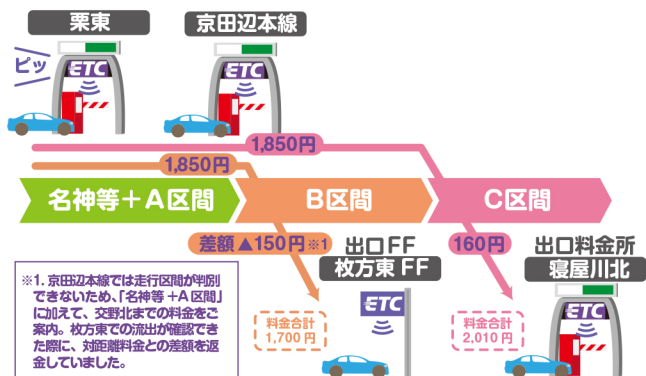 栗東
京田辺本線
ピッ
ETC
ETC
1,850円
1,850円
名神等+A区間
B区間
C区間
差額▲150円※1
160円
出口FF
枚方東FF
出口料金所
寝屋川北
ETC
ETC
料金合計
1,700円
料金合計
2,010円
※1. 京田辺本線では走行区間が判別
できないため、「名神等+A区間」
に加えて、交野北までの料金をご
案内。枚方東での流出が確認でき
た際に、対距離料金との差額を返
金していました。